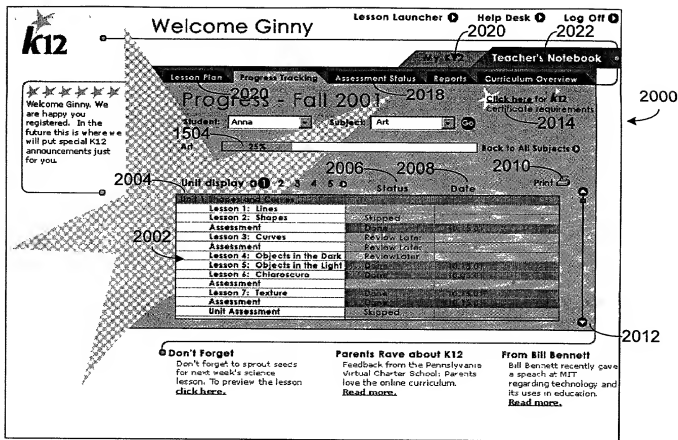 Welcome Ginny
Lesson Launcher Help Desk Log Off
k12
2020 2022
My K12 Teacher's Notebook
Lesson Plan Progress Tracking Assessment Status Reports Curriculum Overview
2020 2018
Welcome Ginny. We
are happy you
registered. In the
future this is where we
will put special K12
announcements just
for you.
Progress - Fall 2001
Click here for K12
Certificate requirements
2014
2000
Student: Anna Subject: Art Go
1504
Art 25% Back to All Subjects
2006 2008 2010
2004 Unit display 1 2 3 4 5 Status Date Print
Unit 1 Shapes and Curves
Lesson 1: Lines
Lesson 2: Shapes Skipped
Assessment Done
Lesson 3: Curves Review Later
Assessment Review Later
2002 Lesson 4: Objects in the Dark ReviewLater
Lesson 5: Objects in the Light Done
Lesson 6: Chiaroscuro Done
Assessment
Lesson 7: Texture Done
Assessment Done
Unit Assessment Skipped
2012
Don't Forget
Don't forget to sprout seeds
for next week's science
lesson. To preview the lesson
click here.
Parents Rave about K12
Feedback from the Pennsylvania
Virtual Charter School: Parents
love the online curriculum.
Read more.
From Bill Bennett
Bill Bennett recently gave
a speach at MIT
regarding technology and
its uses in education.
Read more.